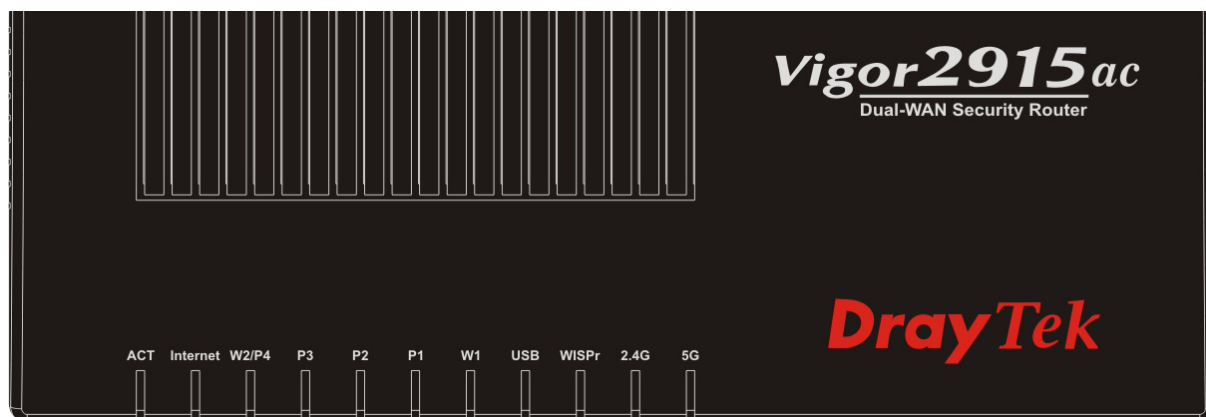 Vigor2915ac
Dual-WAN Security Router
DrayTek
ACT Internet W2/P4 P3 P2 P1 W1 USB WISPr 2.4G 5G